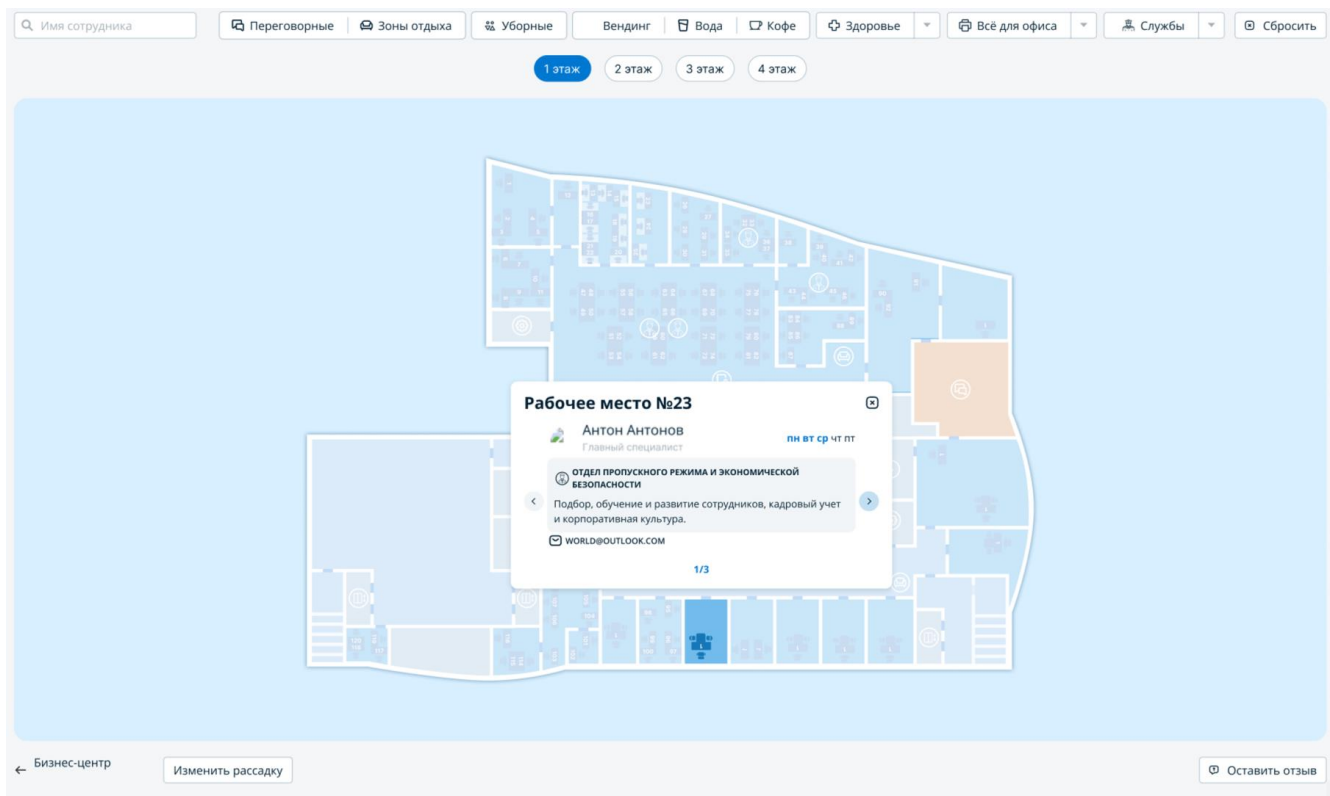 Имя сотрудника
Переговорные
Зоны отдыха
Уборные
Вендинг
Вода
Кофе
Здоровье
Всё для офиса
Службы
Сбросить
1 этаж
2 этаж
3 этаж
4 этаж
Рабочее место №23
Антон Антонов
Главный специалист
пн вт ср чт пт
ОТДЕЛ ПРОПУСКНОГО РЕЖИМА И ЭКОНОМИЧЕСКОЙ
БЕЗОПАСНОСТИ
Подбор, обучение и развитие сотрудников, кадровый учет
и корпоративная культура.
WORLD@OUTLOOK.COM
1/3
Бизнес-центр
Изменить рассадку
Оставить отзыв